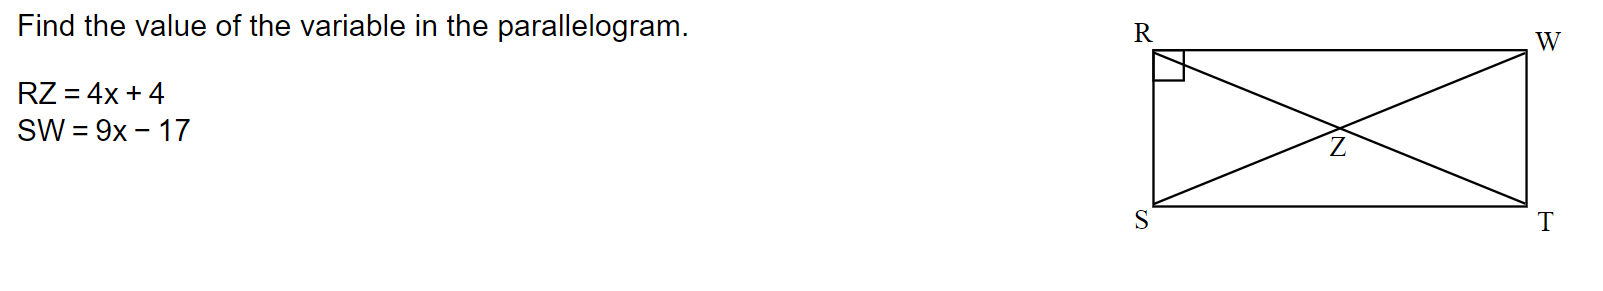 Find the value of the variable in the parallelogram.
RZ = 4x + 4
SW = 9x − 17
R
W
Z
S
T